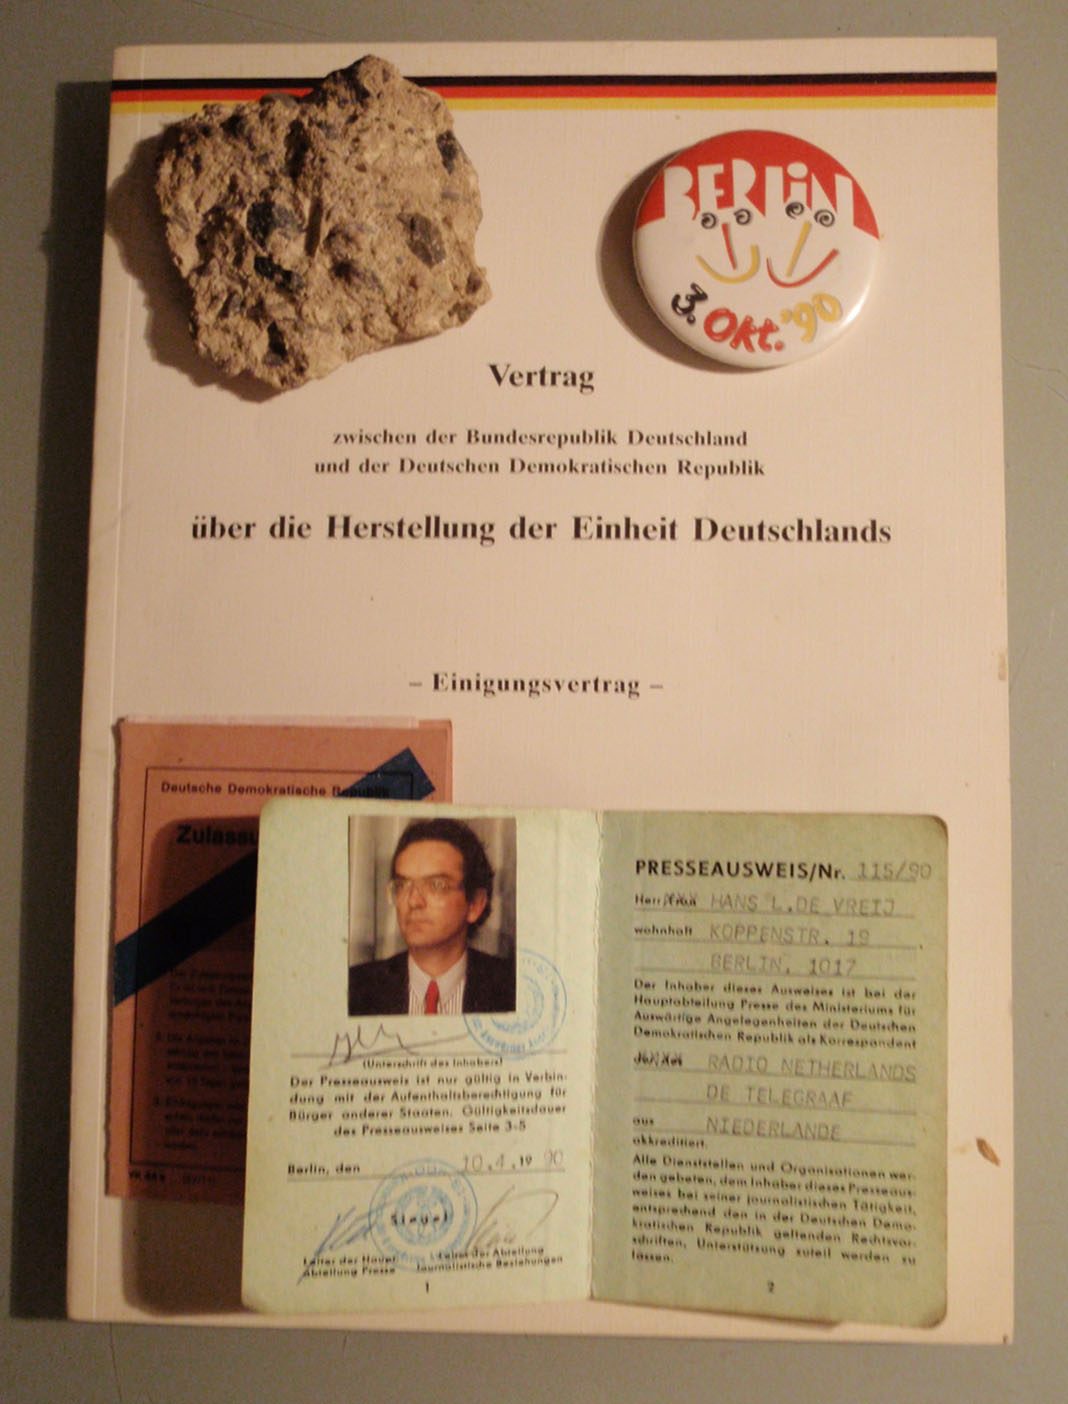 BERLiN
3. Okt. '90
Vertrag
zwischen der Bundesrepublik Deutschland
und der Deutschen Demokratischen Republik
über die Herstellung der Einheit Deutschlands
– Einigungsvertrag –
Deutsche Demokratische Republik
Zulassu
(Unterschrift des Inhabers)
Der Presseausweis ist nur gültig in Verbin-
dung mit der Aufenthaltsberechtigung für
Bürger anderer Staaten. Gültigkeitsdauer
des Presseausweises Seite 3–5
Berlin, den 10.4.1990
Siegel
Leiter der Haupt- Leiter der Abteilung
abteilung Presse Journalistische Beziehungen
1
PRESSEAUSWEIS/Nr. 115/90
Herr/Frau HANS L.DE VREIJ
wohnhaft KOPPENSTR. 19
BERLIN, 1017
Der Inhaber dieses Ausweises ist bei der
Hauptabteilung Presse des Ministeriums für
Auswärtige Angelegenheiten der Deutschen
Demokratischen Republik als Korrespondent
RADIO NETHERLANDS
DE TELEGRAAF
aus NIEDERLANDE
akkreditiert.
Alle Dienststellen und Organisationen wer-
den gebeten, dem Inhaber dieses Presseaus-
weises bei seiner journalistischen Tätigkeit,
entsprechend den in der Deutschen Demo-
kratischen Republik geltenden Rechtsvor-
schriften, Unterstützung zuteil werden zu
lassen.
2